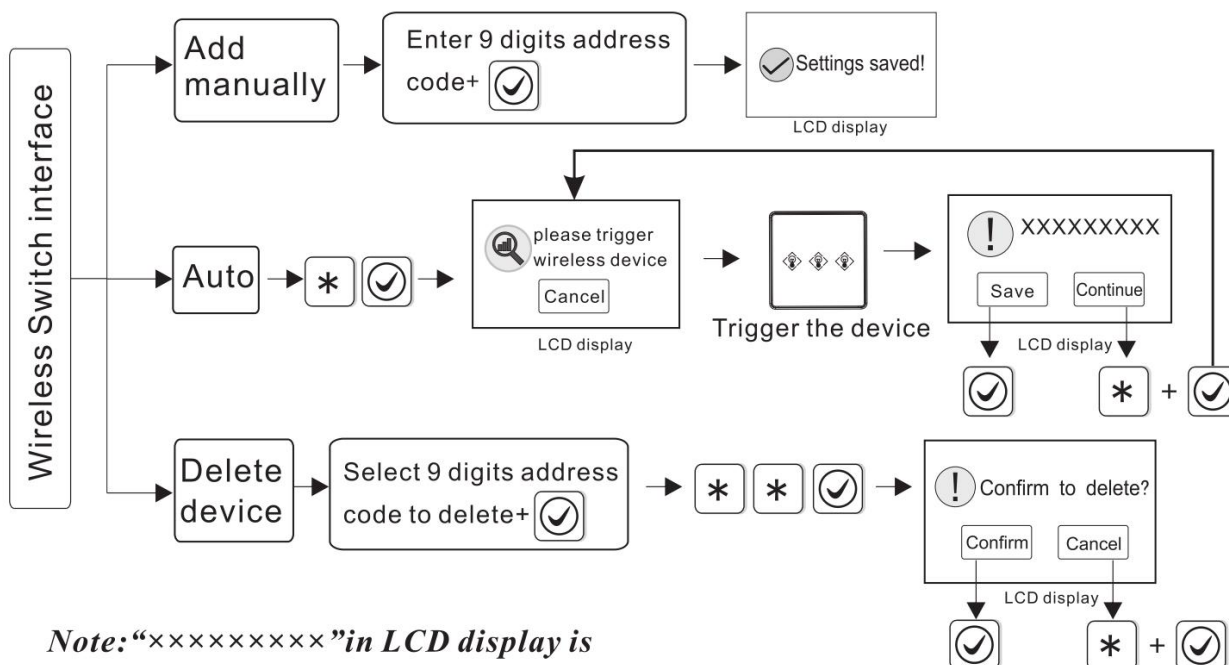 Wireless Switch interface
Add
manually
Enter 9 digits address
code+
Settings saved!
LCD display
Auto
*
please trigger
wireless device
Cancel
LCD display
Trigger the device
! XXXXXXXXX
Save
Continue
LCD display
* +
Delete
device
Select 9 digits address
code to delete+
* *
! Confirm to delete?
Confirm
Cancel
LCD display
* +
Note:“×××××××××”in LCD display is